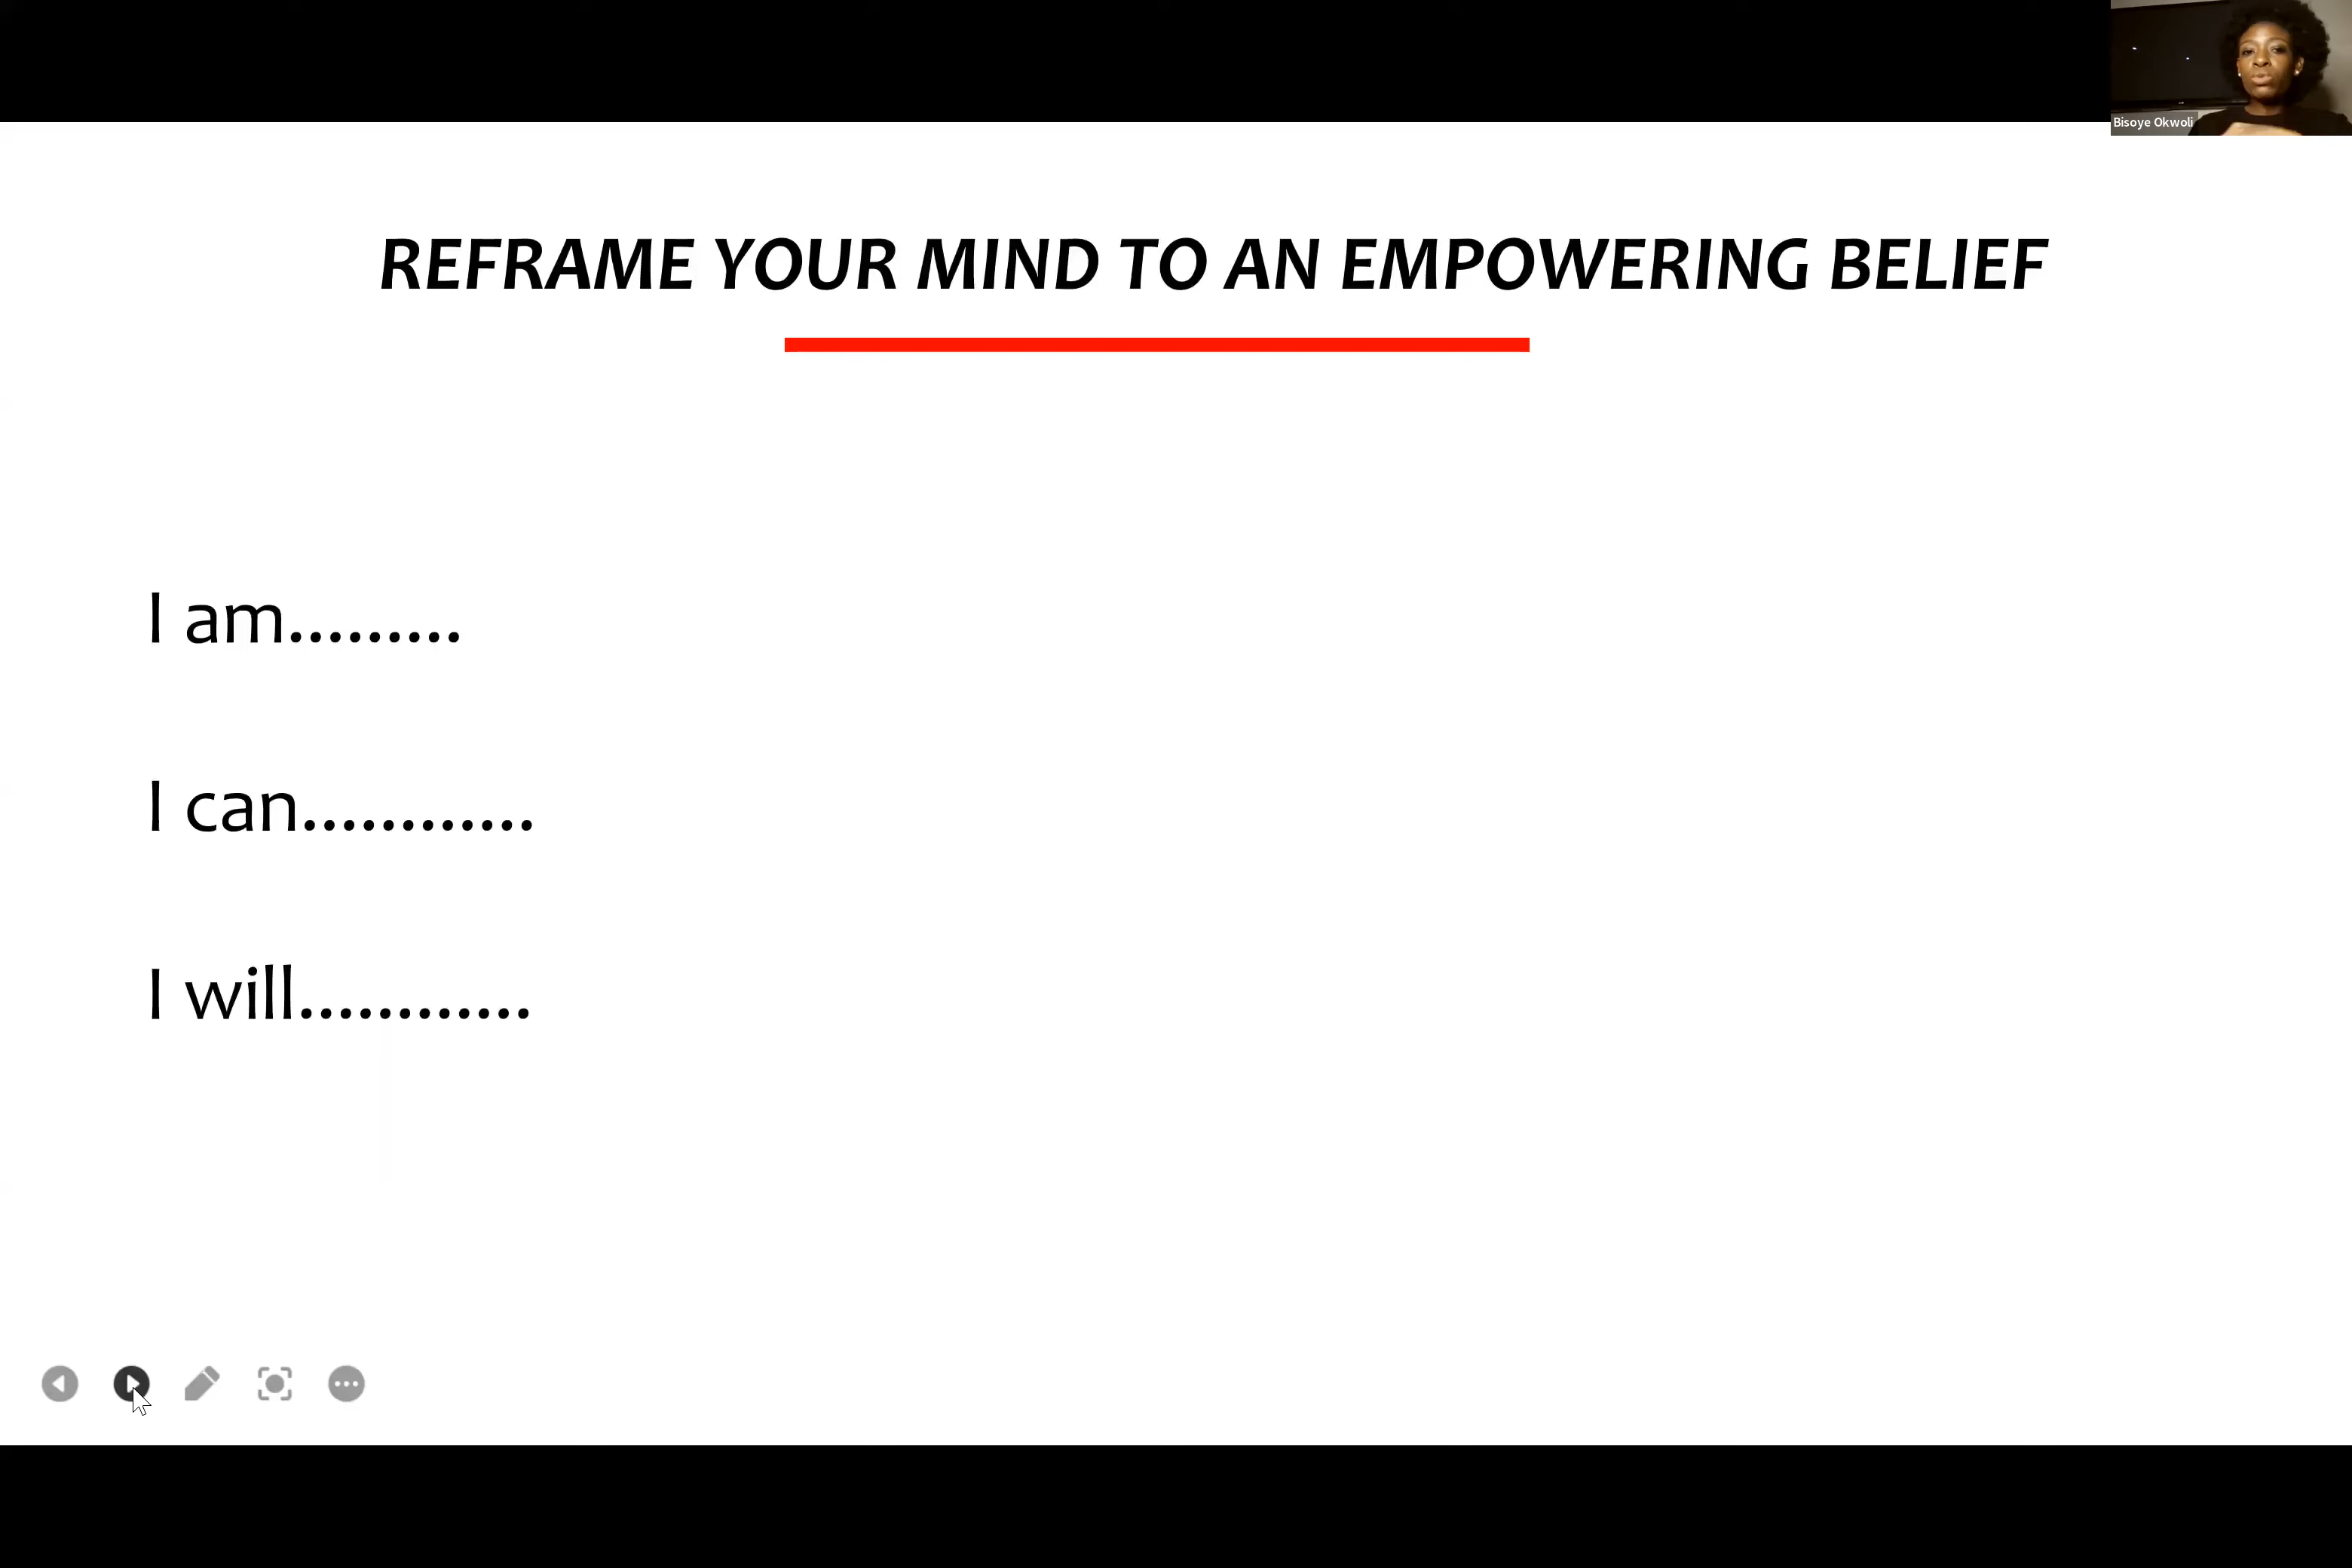 Bisoye Okwoli
REFRAME YOUR MIND TO AN EMPOWERING BELIEF
I am.........
I can............
I will............